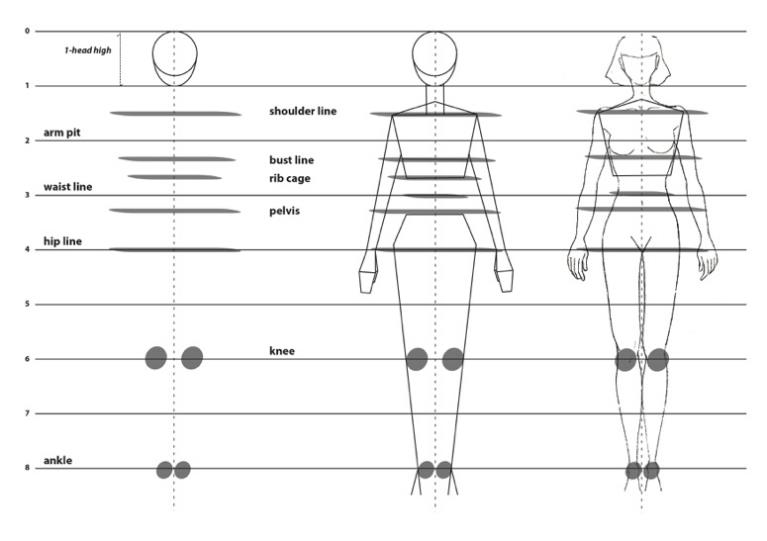 0
1-head high
1
shoulder line
arm pit
2
bust line
rib cage
waist line
3
pelvis
hip line
4
5
knee
6
7
ankle
8